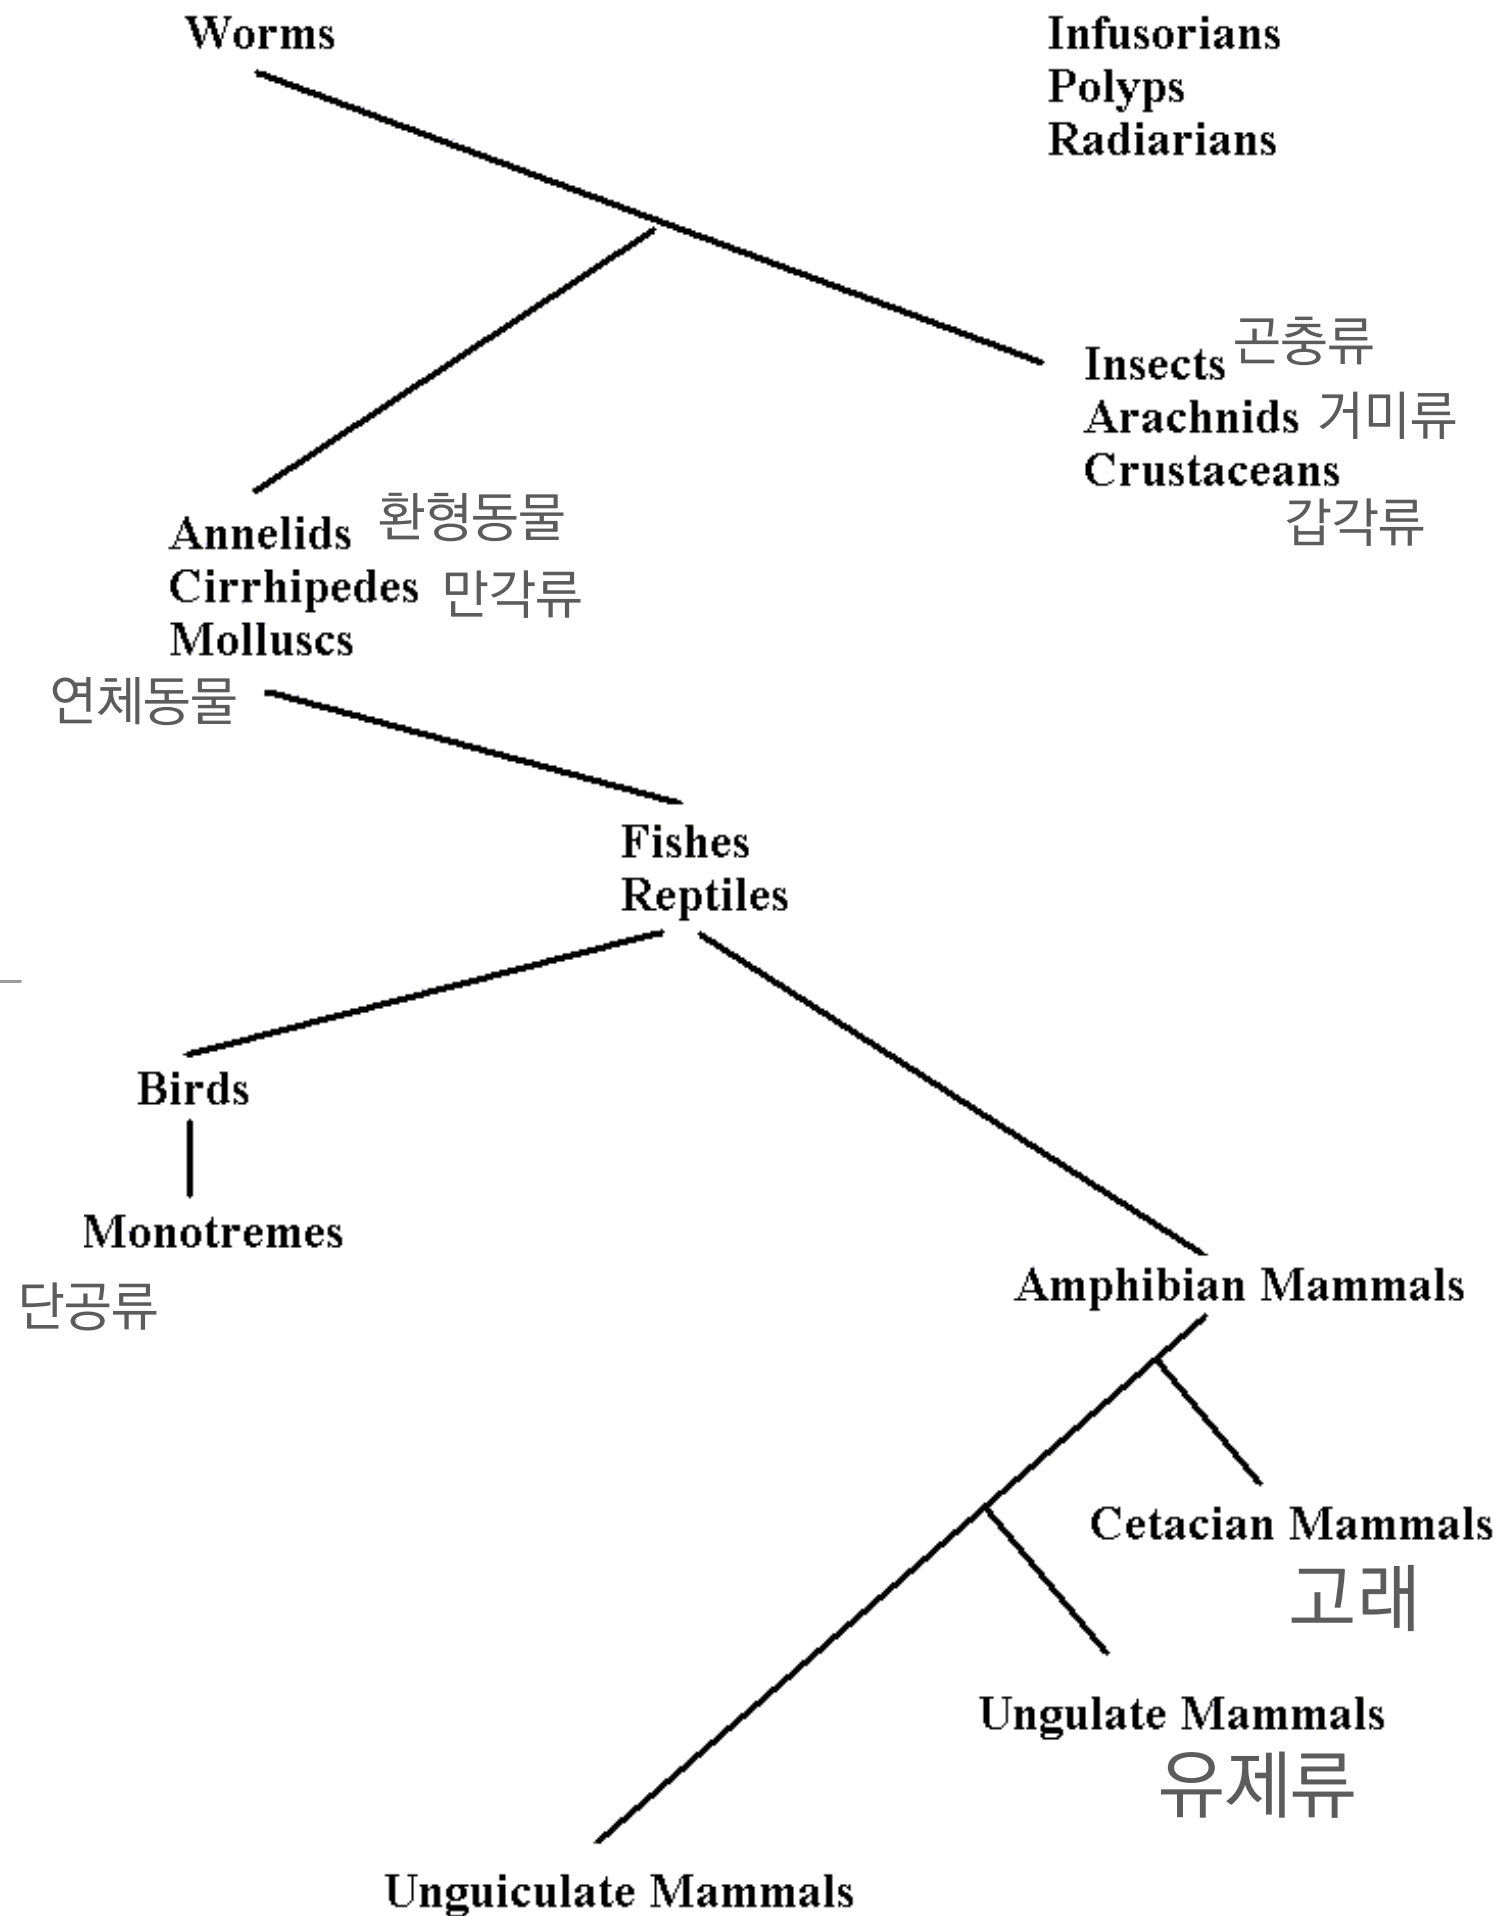 Worms
Infusorians
Polyps
Radiarians
Insects 곤충류
Arachnids 거미류
Crustaceans
갑각류
Annelids 환형동물
Cirrhipedes 만각류
Molluscs
연체동물
Fishes
Reptiles
Birds
Monotremes
단공류
Amphibian Mammals
Cetacian Mammals
고래
Ungulate Mammals
유제류
Unguiculate Mammals